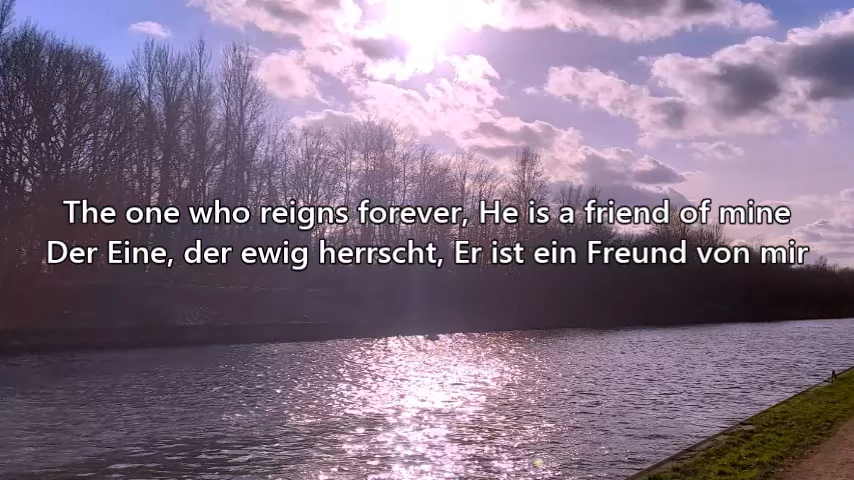 The one who reigns forever, He is a friend of mine
Der Eine, der ewig herrscht, Er ist ein Freund von mir